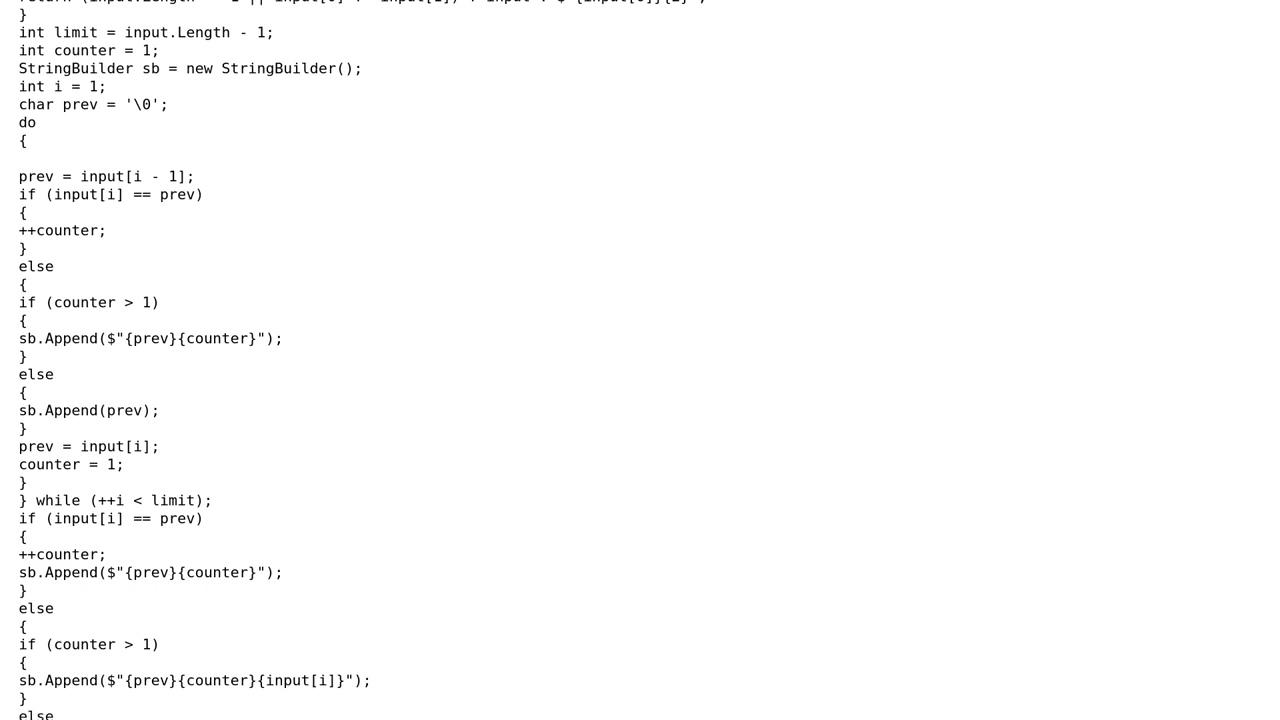 }
int limit = input.Length - 1;
int counter = 1;
StringBuilder sb = new StringBuilder();
int i = 1;
char prev = '\0';
do
{
prev = input[i - 1];
if (input[i] == prev)
{
++counter;
}
else
{
if (counter > 1)
{
sb.Append($"{prev}{counter}");
}
else
{
sb.Append(prev);
}
prev = input[i];
counter = 1;
}
} while (++i < limit);
if (input[i] == prev)
{
++counter;
sb.Append($"{prev}{counter}");
}
else
{
if (counter > 1)
{
sb.Append($"{prev}{counter}{input[i]}");
}
else